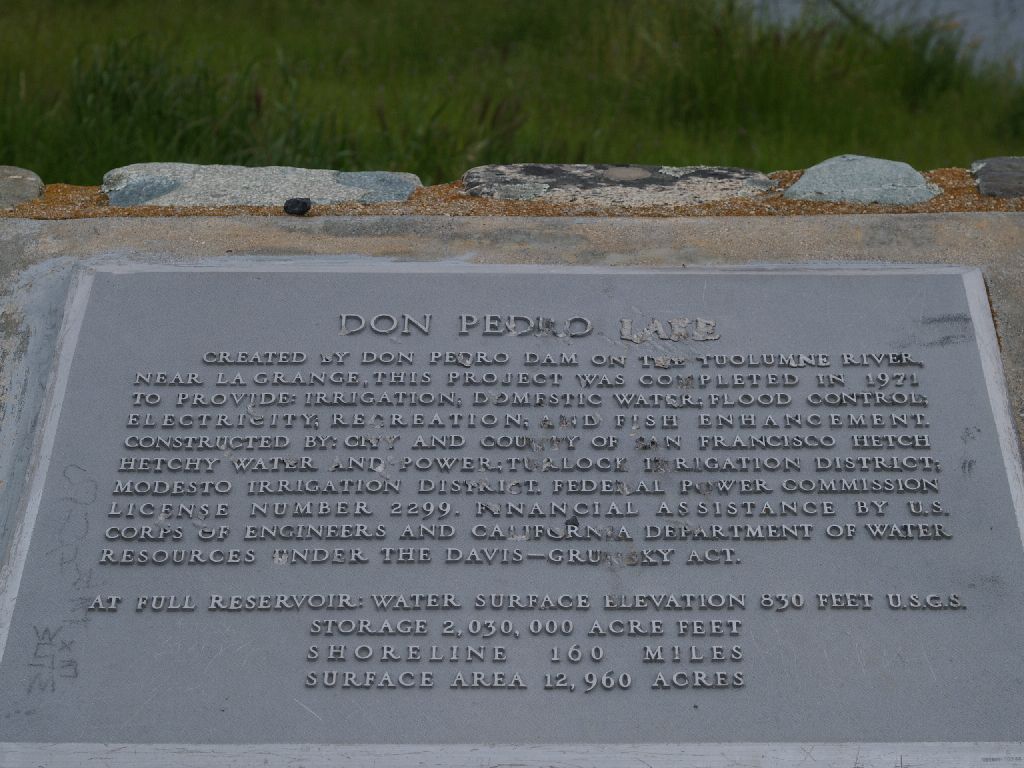 DON PEDRO LAKE
CREATED BY DON PEDRO DAM ON THE TUOLUMNE RIVER,
NEAR LA GRANGE, THIS PROJECT WAS COMPLETED IN 1971
TO PROVIDE: IRRIGATION; DOMESTIC WATER; FLOOD CONTROL;
ELECTRICITY; RECREATION; AND FISH ENHANCEMENT.
CONSTRUCTED BY: CITY AND COUNTY OF SAN FRANCISCO HETCH
HETCHY WATER AND POWER; TURLOCK IRRIGATION DISTRICT;
MODESTO IRRIGATION DISTRICT. FEDERAL POWER COMMISSION
LICENSE NUMBER 2299. FINANCIAL ASSISTANCE BY U.S.
CORPS OF ENGINEERS AND CALIFORNIA DEPARTMENT OF WATER
RESOURCES UNDER THE DAVIS—GRUNSKY ACT.
AT FULL RESERVOIR: WATER SURFACE ELEVATION 830 FEET U.S.G.S.
STORAGE 2,030,000 ACRE FEET
SHORELINE 160 MILES
SURFACE AREA 12,960 ACRES